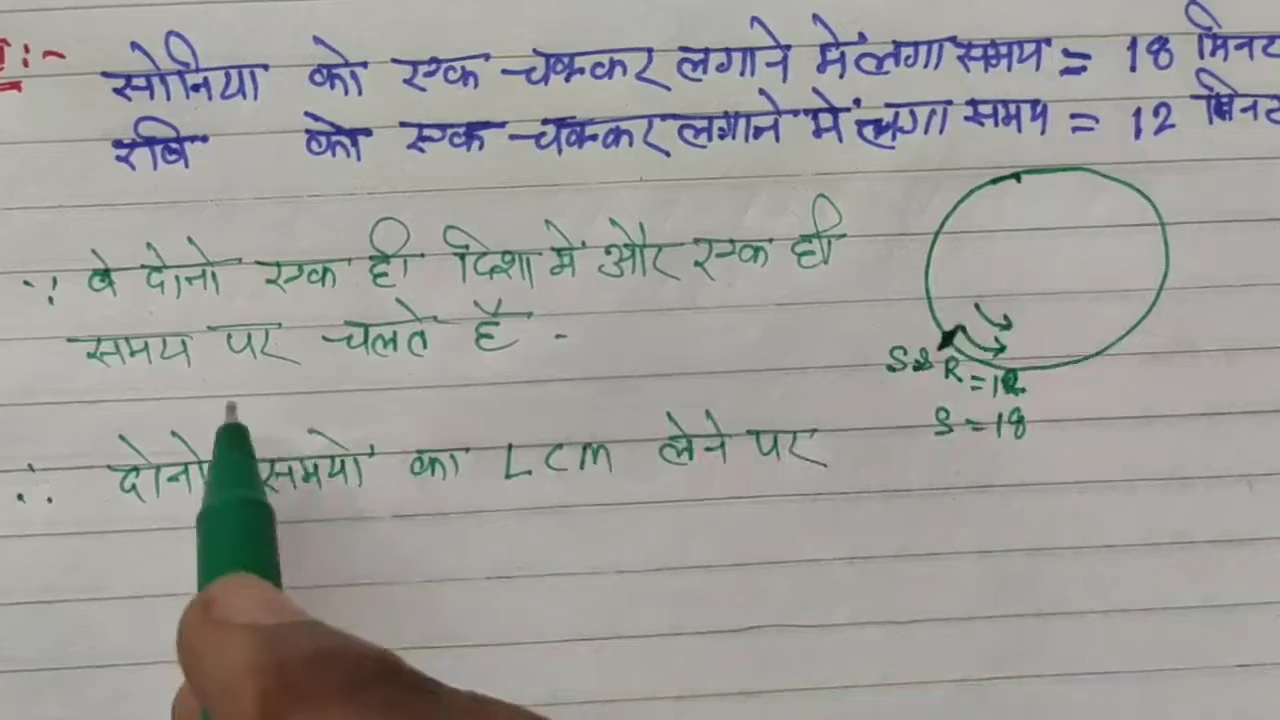 सोनिया को एक चक्कर लगाने में लगा समय = 18 मिनट
रवि को एक चक्कर लगाने में लगा समय = 12 मिनट
∵ वे दोनो एक ही दिशा में और एक ही
समय पर चलते है -
S & R = 12
S = 18
∴ दोनो समयो का LCM लेने पर